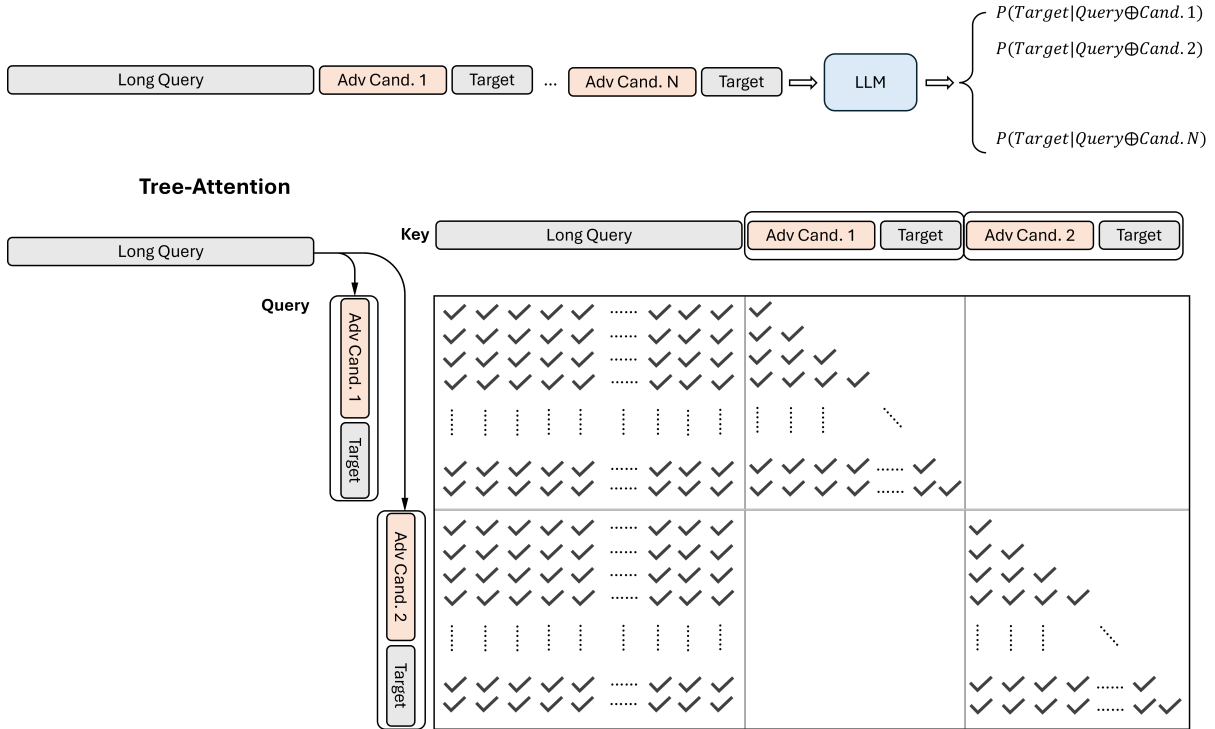 P(Target|Query⊕Cand.1)
P(Target|Query⊕Cand.2)
Long Query Adv Cand. 1 Target ... Adv Cand. N Target LLM
P(Target|Query⊕Cand.N)
Tree-Attention
Key Long Query Adv Cand. 1 Target Adv Cand. 2 Target
Long Query
Query
Adv Cand. 1
Target
Adv Cand. 2
Target